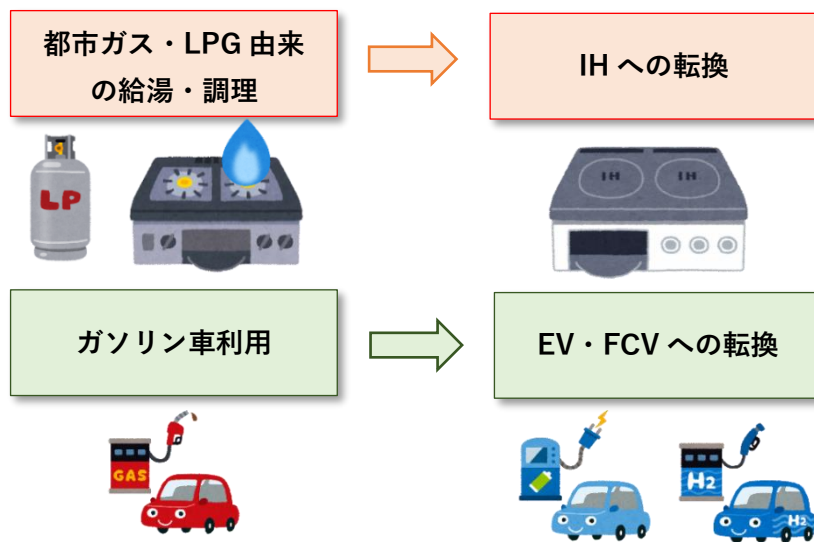 都市ガス・LPG 由来
の給湯・調理
IH への転換
LP
IH IH
ガソリン車利用
EV・FCV への転換
GAS
H2
H2